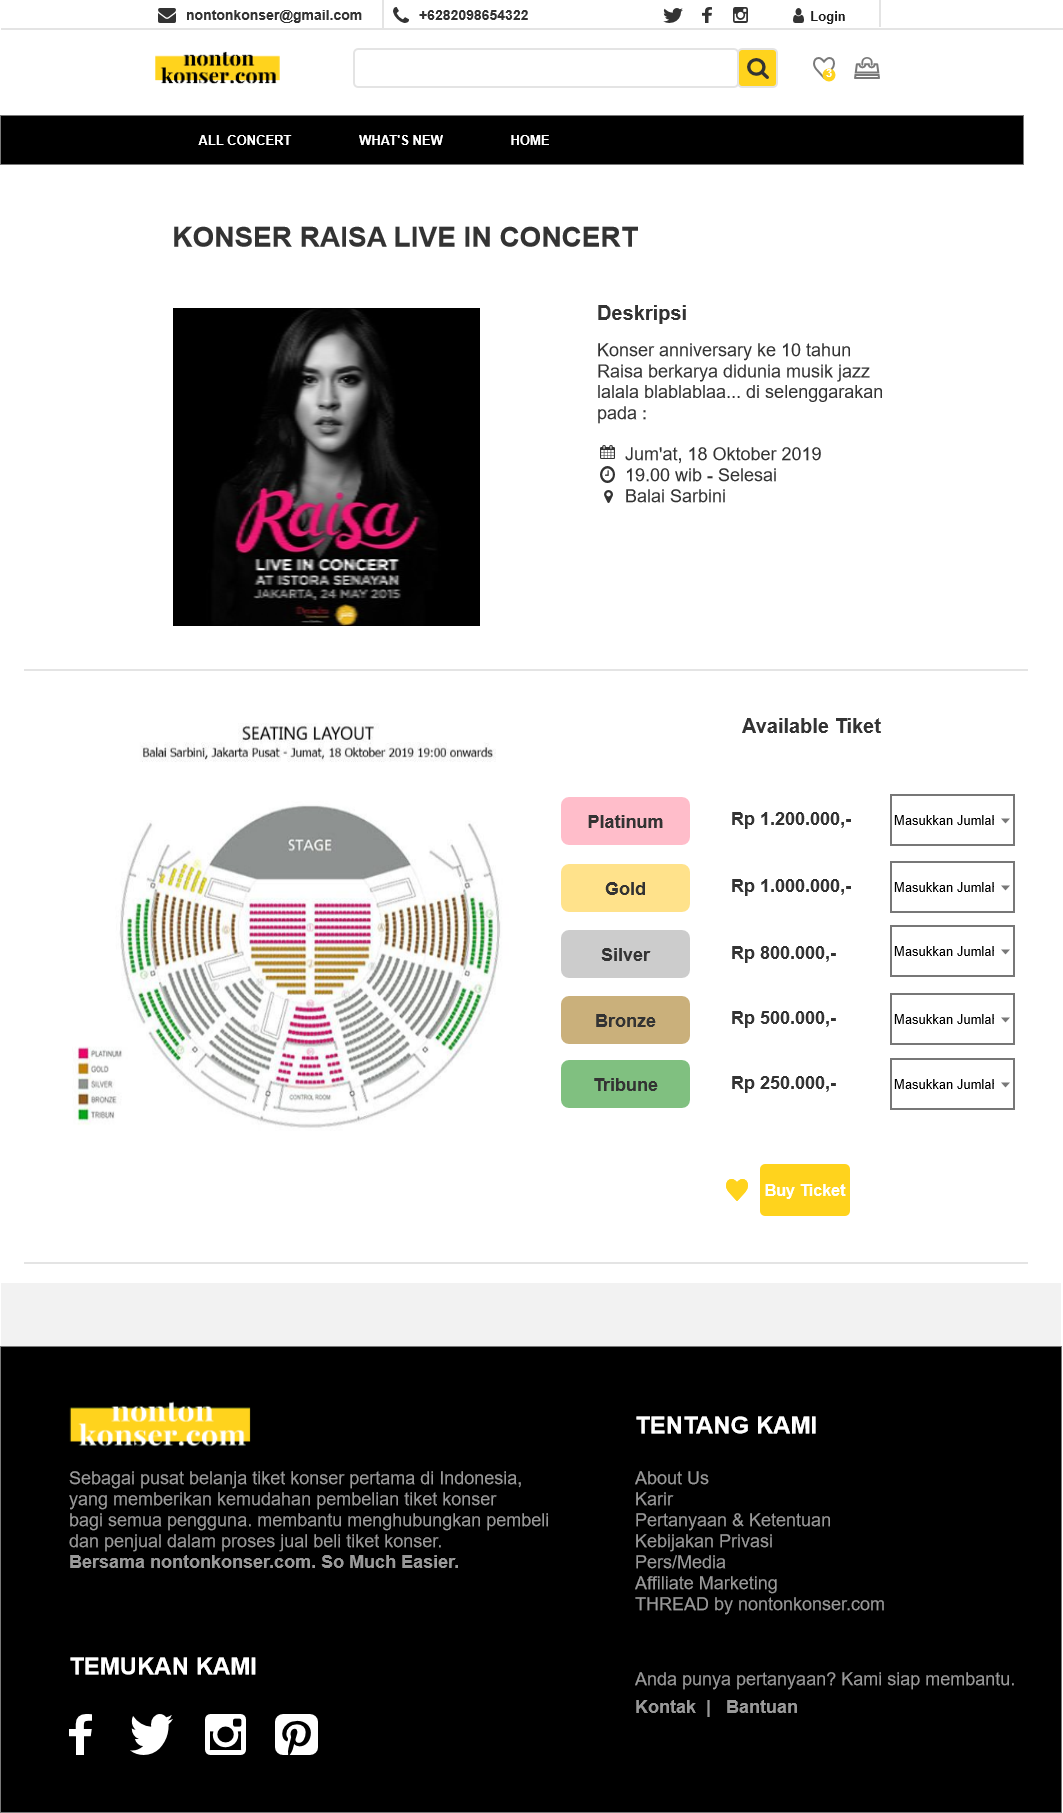 nontonkonser@gmail.com
+6282098654322
Login
nonton
konser.com
3
ALL CONCERT
WHAT'S NEW
HOME
KONSER RAISA LIVE IN CONCERT
Raisa
LIVE IN CONCERT
AT ISTORA SENAYAN
JAKARTA, 24 MAY 2015
Deskripsi
Konser anniversary ke 10 tahun
Raisa berkarya didunia musik jazz
lalala blablablaa... di selenggarakan
pada :
Jum'at, 18 Oktober 2019
19.00 wib - Selesai
Balai Sarbini
SEATING LAYOUT
Balai Sarbini, Jakarta Pusat - Jumat, 18 Oktober 2019 19:00 onwards
STAGE
CONTROL ROOM
PLATINUM
GOLD
SILVER
BRONZE
TRIBUN
Available Tiket
Platinum
Rp 1.200.000,-
Masukkan Jumlal
Gold
Rp 1.000.000,-
Masukkan Jumlal
Silver
Rp 800.000,-
Masukkan Jumlal
Bronze
Rp 500.000,-
Masukkan Jumlal
Tribune
Rp 250.000,-
Masukkan Jumlal
Buy Ticket
nonton
konser.com
Sebagai pusat belanja tiket konser pertama di Indonesia,
yang memberikan kemudahan pembelian tiket konser
bagi semua pengguna. membantu menghubungkan pembeli
dan penjual dalam proses jual beli tiket konser.
Bersama nontonkonser.com. So Much Easier.
TENTANG KAMI
About Us
Karir
Pertanyaan & Ketentuan
Kebijakan Privasi
Pers/Media
Affiliate Marketing
THREAD by nontonkonser.com
TEMUKAN KAMI
Anda punya pertanyaan? Kami siap membantu.
Kontak | Bantuan